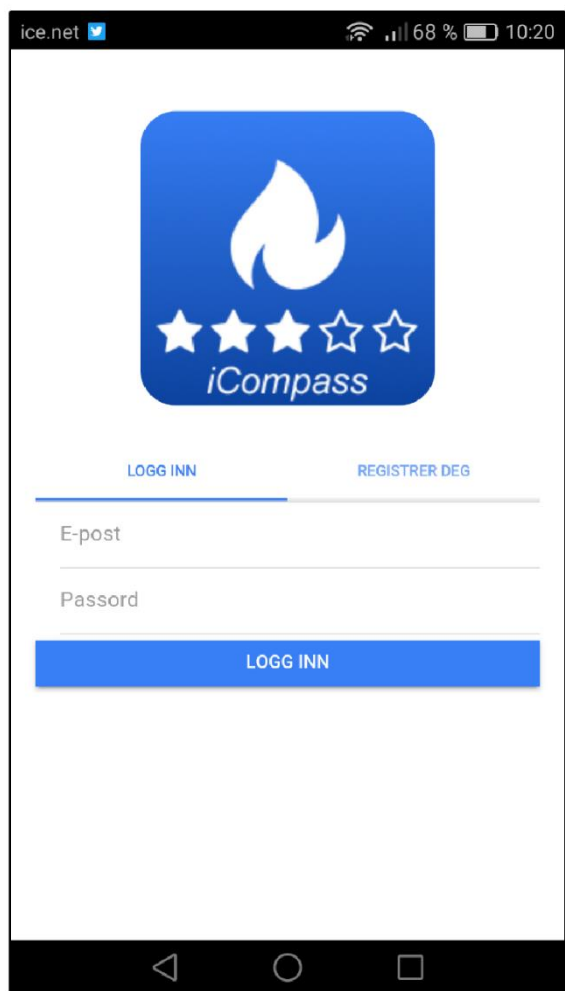 ice.net 68 % 10:20
iCompass
LOGG INN REGISTRER DEG
E-post
Passord
LOGG INN